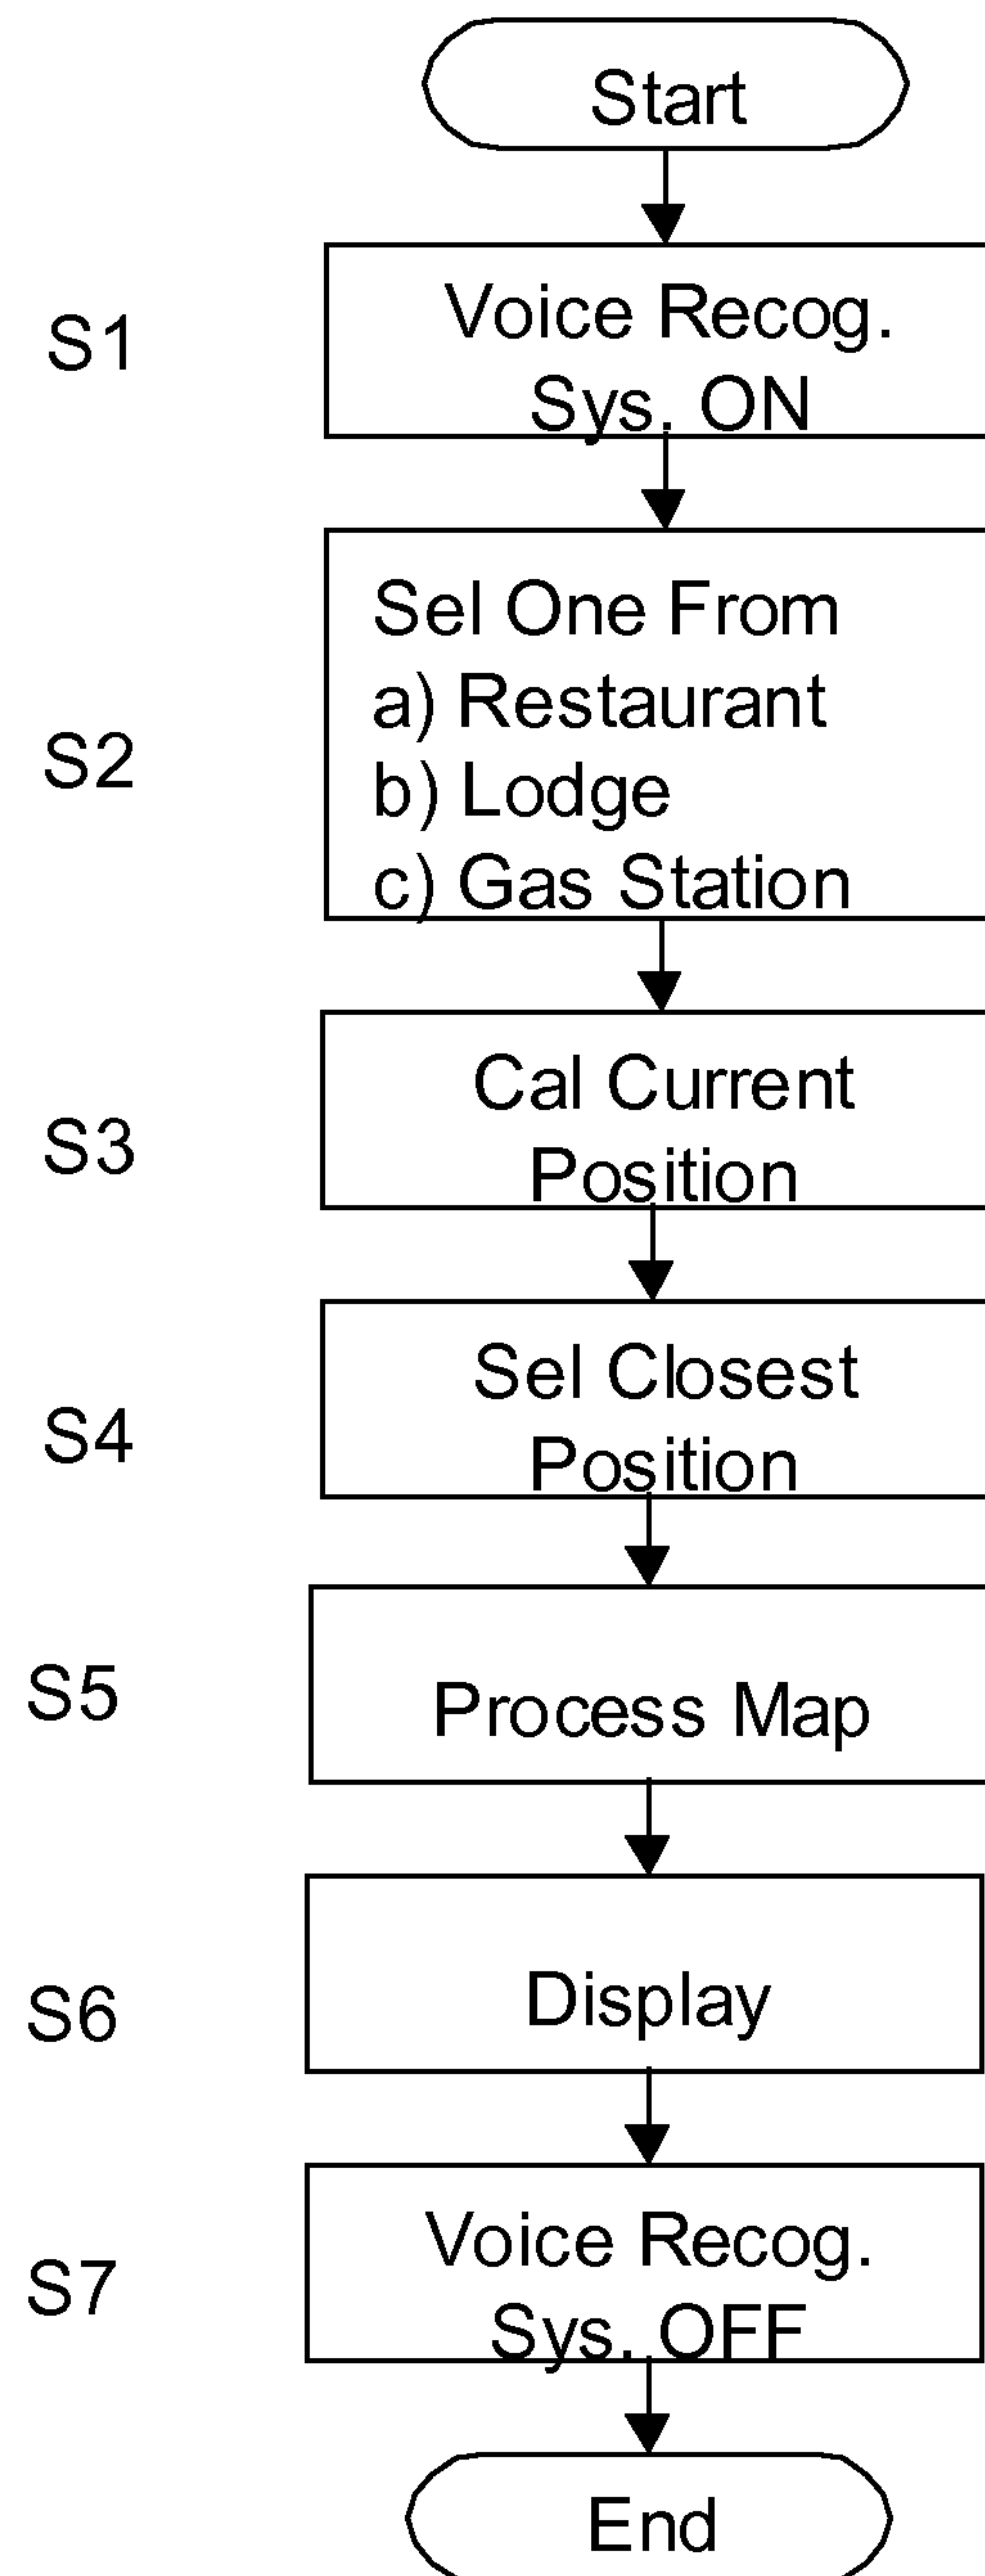 Start
S1
Voice Recog.
Sys. ON
S2
Sel One From
a) Restaurant
b) Lodge
c) Gas Station
S3
Cal Current
Position
S4
Sel Closest
Position
S5
Process Map
S6
Display
S7
Voice Recog.
Sys. OFF
End